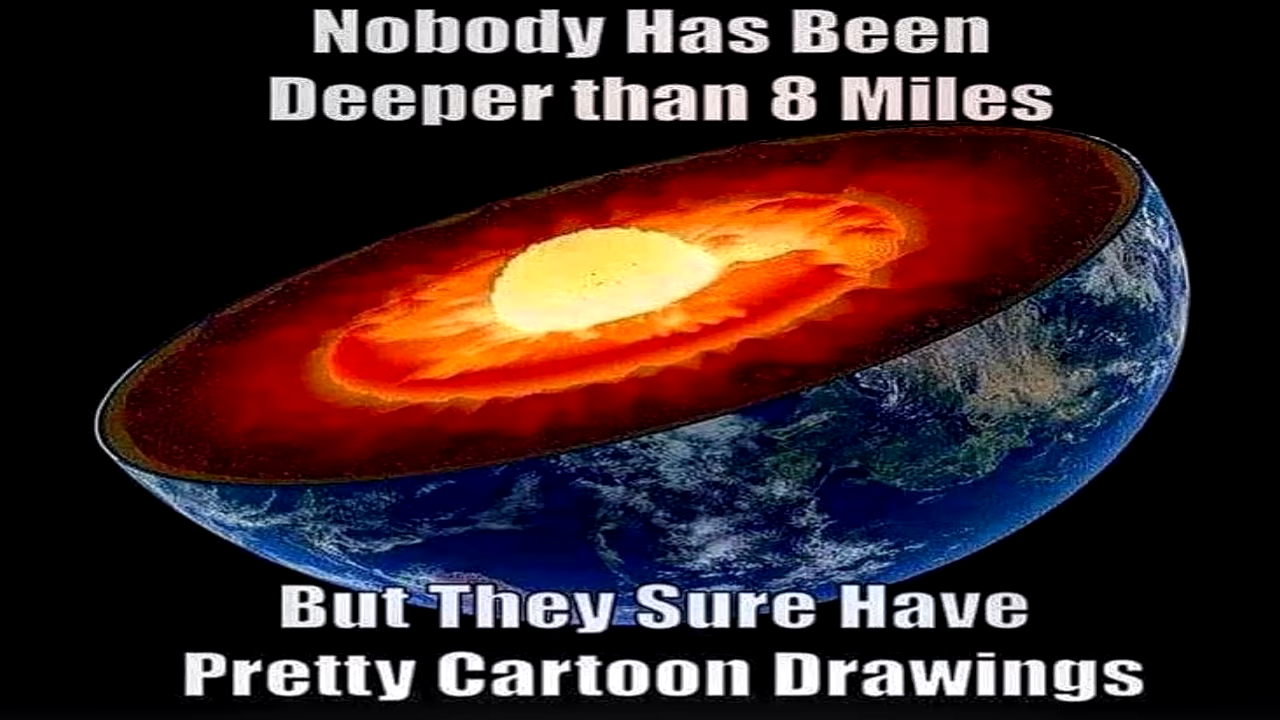 Nobody Has Been
Deeper than 8 Miles
But They Sure Have
Pretty Cartoon Drawings